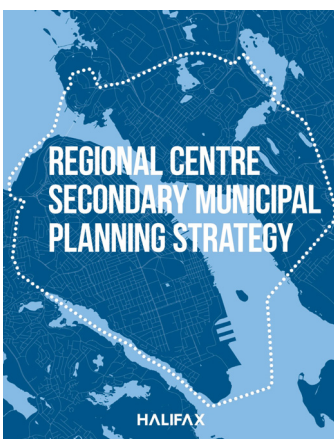 REGIONAL CENTRE
SECONDARY MUNICIPAL
PLANNING STRATEGY
HALIFAX